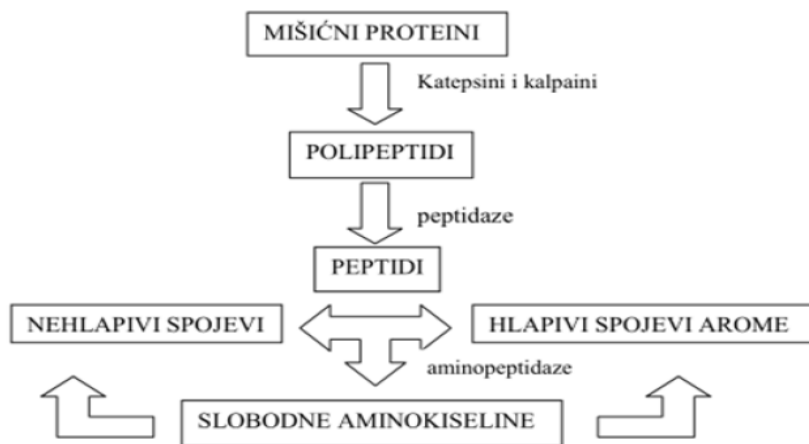 MIŠIĆNI PROTEINI
Katepsini i kalpaini
POLIPEPTIDI
peptidaze
PEPTIDI
NEHLAPIVI SPOJEVI
HLAPIVI SPOJEVI AROME
aminopeptidaze
SLOBODNE AMINOKISELINE